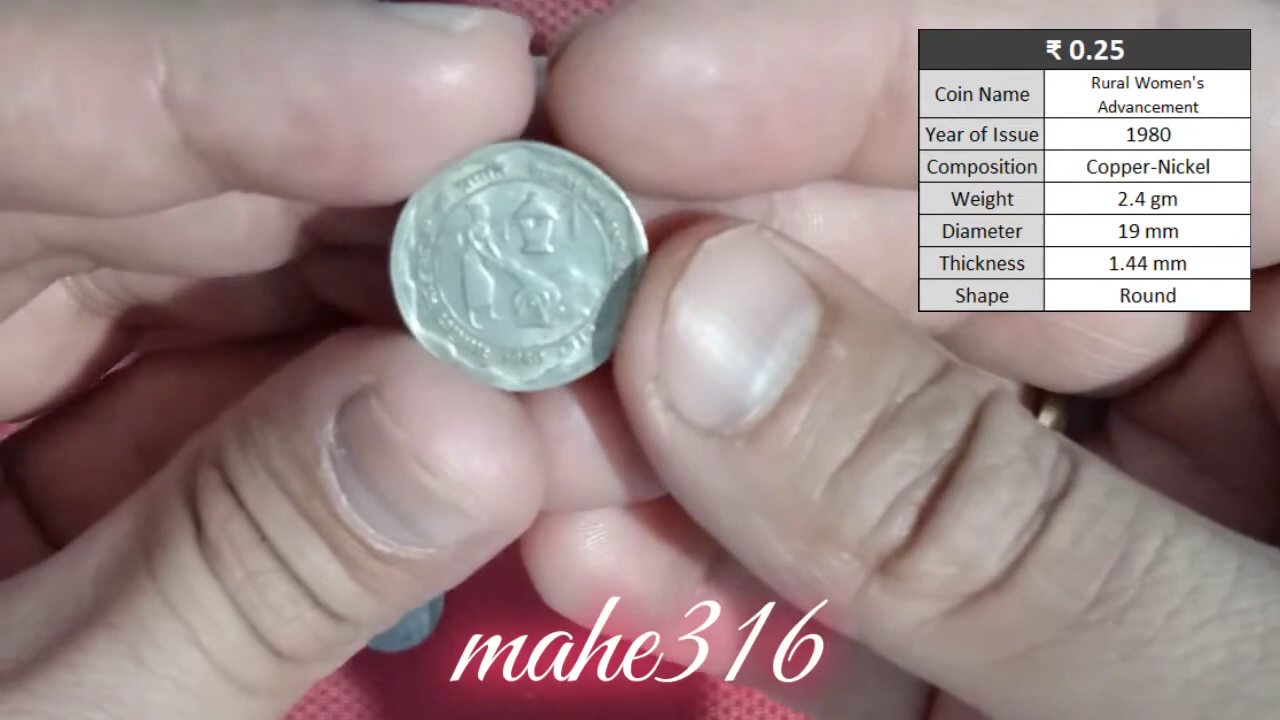 ₹ 0.25
Coin Name Rural Women's Advancement
Year of Issue 1980
Composition Copper-Nickel
Weight 2.4 gm
Diameter 19 mm
Thickness 1.44 mm
Shape Round
mahe316